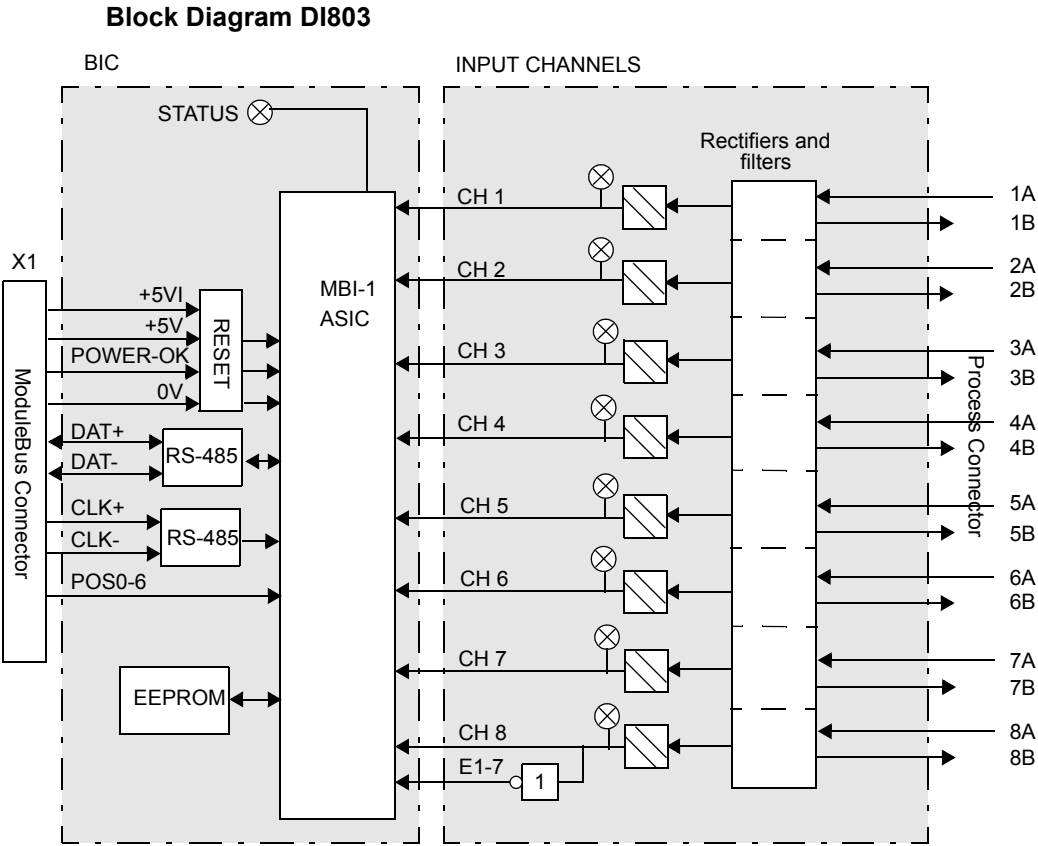 Block Diagram DI803
BIC
INPUT CHANNELS
STATUS
Rectifiers and
filters
X1
ModuleBus Connector
+5VI
+5V
POWER-OK
0V
RESET
DAT+
DAT-
RS-485
CLK+
CLK-
RS-485
POS0-6
EEPROM
MBI-1
ASIC
CH 1
CH 2
CH 3
CH 4
CH 5
CH 6
CH 7
CH 8
E1-7
1
1A
1B
2A
2B
3A
3B
4A
4B
5A
5B
6A
6B
7A
7B
8A
8B
Process Connector